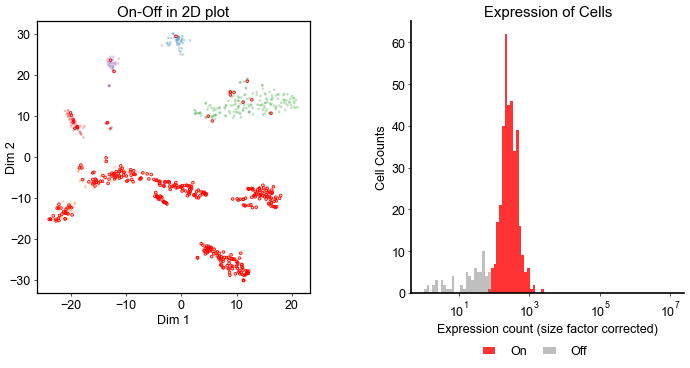 On-Off in 2D plot
30
20
10
0
−10
−20
−30
Dim 2
−20 −10 0 10 20
Dim 1
Expression of Cells
60
50
40
30
20
10
0
Cell Counts
10^1 10^3 10^5 10^7
Expression count (size factor corrected)
On Off